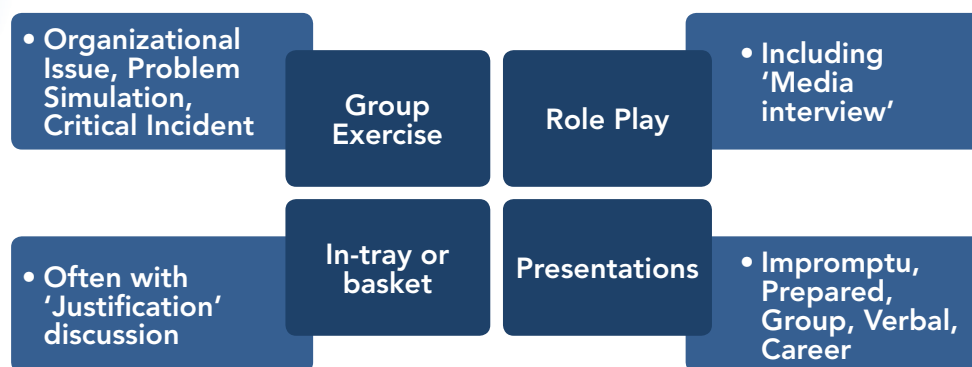 • Organizational
Issue, Problem
Simulation,
Critical Incident
Group
Exercise
Role Play
• Including
‘Media
interview’
• Often with
‘Justification’
discussion
In-tray or
basket
Presentations
• Impromptu,
Prepared,
Group, Verbal,
Career